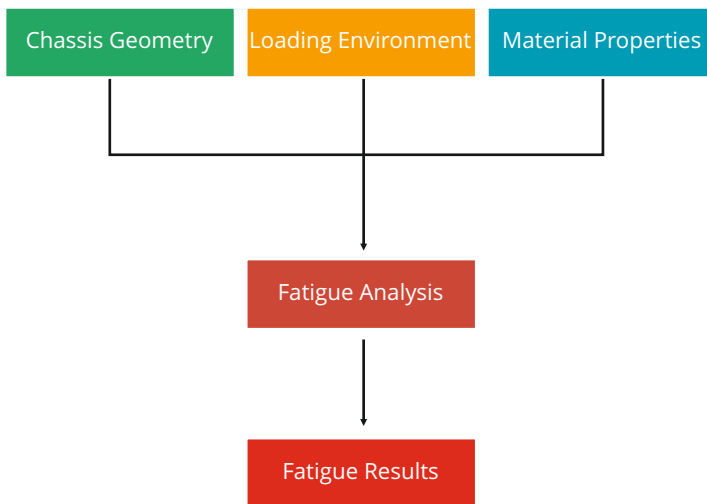 Chassis Geometry
Loading Environment
Material Properties
Fatigue Analysis
Fatigue Results